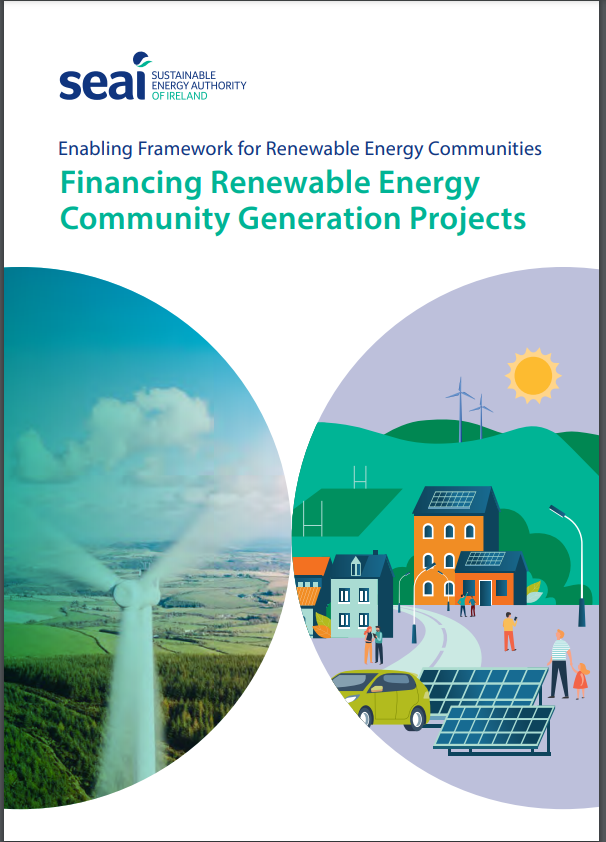 seai
SUSTAINABLE
ENERGY AUTHORITY
OF IRELAND
Enabling Framework for Renewable Energy Communities
Financing Renewable Energy
Community Generation Projects